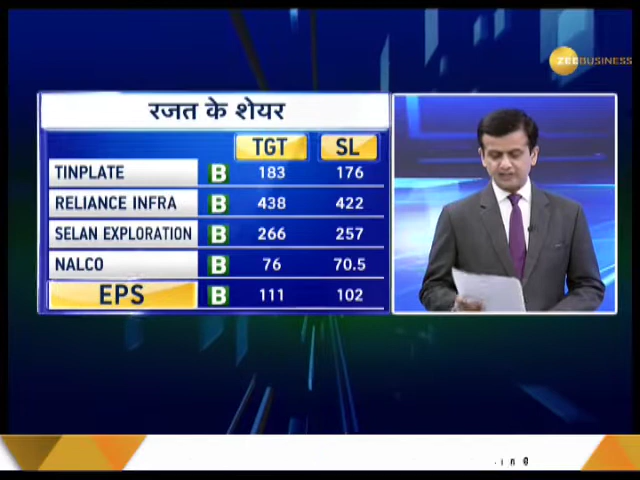 ZEEBUSINESS
रजत के शेयर
TGT SL
TINPLATE B 183 176
RELIANCE INFRA B 438 422
SELAN EXPLORATION B 266 257
NALCO B 76 70.5
EPS B 111 102